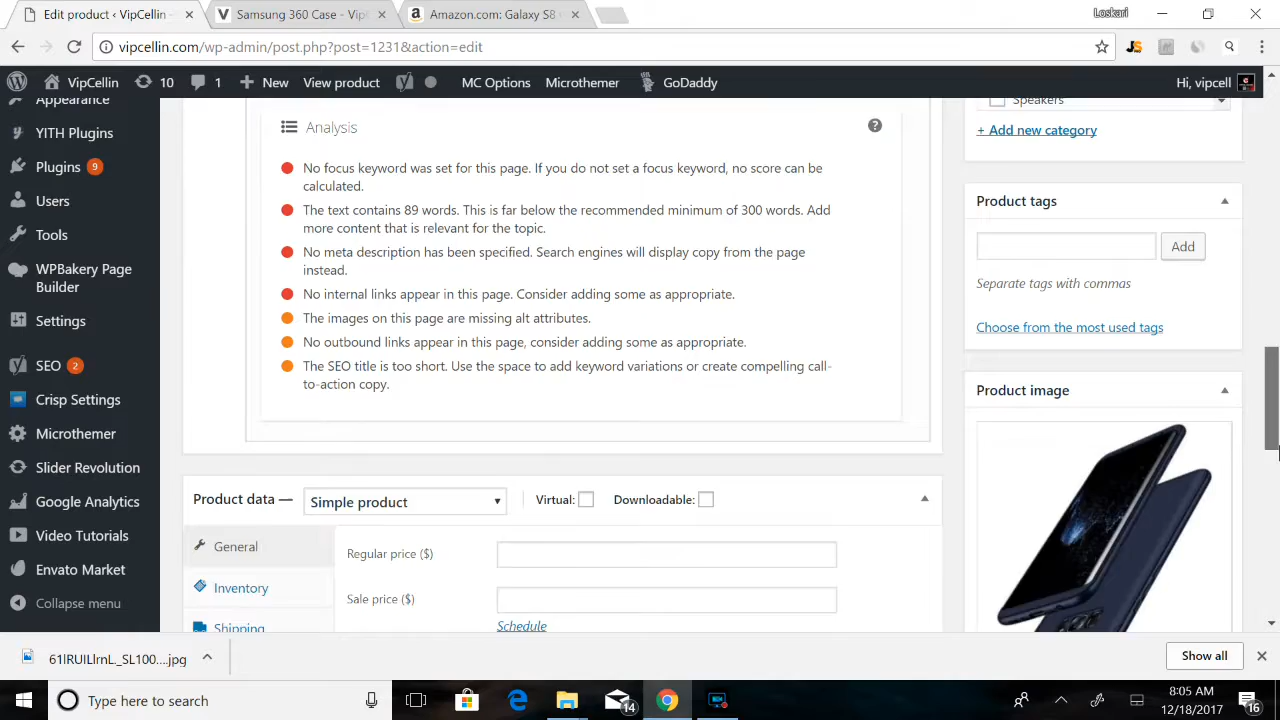 Edit product ‹ VipCellin
Samsung 360 Case - Vip
Amazon.com: Galaxy S8
Loskari
vipcellin.com/wp-admin/post.php?post=1231&action=edit
VipCellin
10
1
New
View product
MC Options
Microthemer
GoDaddy
Hi, vipcell
Appearance
YITH Plugins
Plugins 9
Users
Tools
WPBakery Page
Builder
Settings
SEO 2
Crisp Settings
Microthemer
Slider Revolution
Google Analytics
Video Tutorials
Envato Market
Collapse menu
Analysis
No focus keyword was set for this page. If you do not set a focus keyword, no score can be
calculated.
The text contains 89 words. This is far below the recommended minimum of 300 words. Add
more content that is relevant for the topic.
No meta description has been specified. Search engines will display copy from the page
instead.
No internal links appear in this page. Consider adding some as appropriate.
The images on this page are missing alt attributes.
No outbound links appear in this page, consider adding some as appropriate.
The SEO title is too short. Use the space to add keyword variations or create compelling call-
to-action copy.
Product data —
Simple product
Virtual:
Downloadable:
General
Inventory
Shipping
Regular price ($)
Sale price ($)
Schedule
Speakers
+ Add new category
Product tags
Add
Separate tags with commas
Choose from the most used tags
Product image
61lRUILlrnL._SL100....jpg
Show all
Type here to search
14
8:05 AM
12/18/2017
16